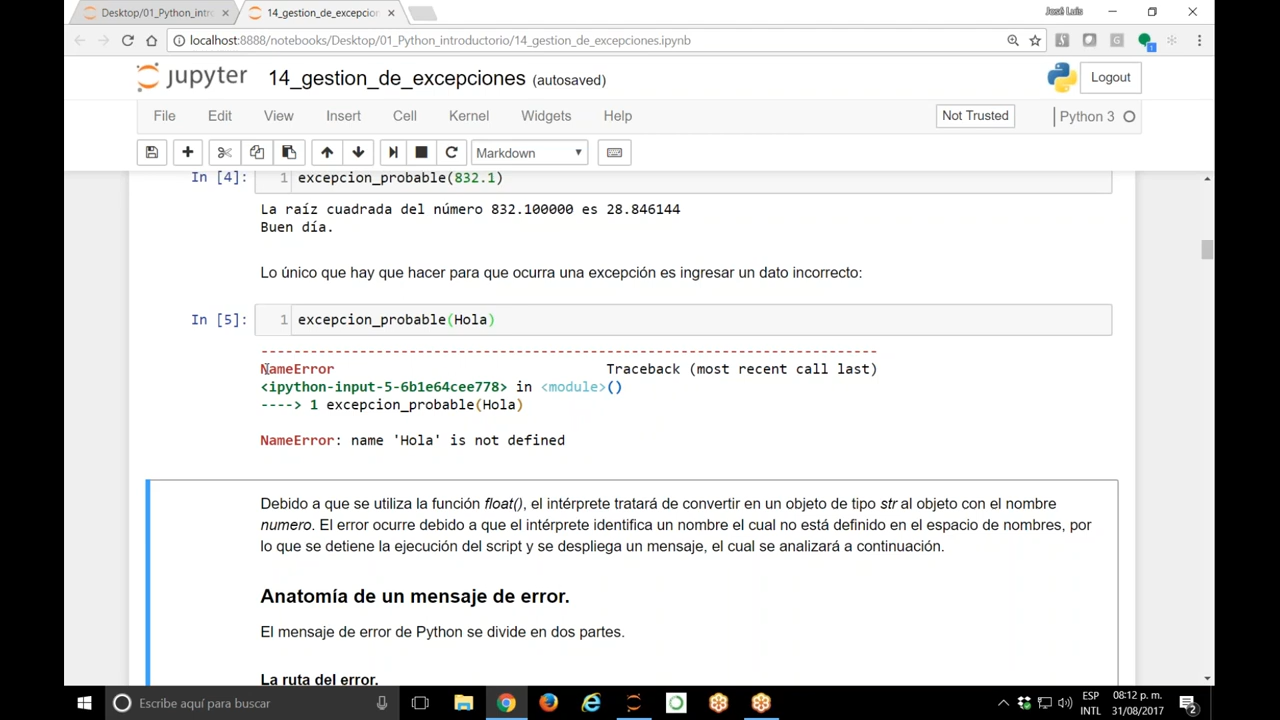 Desktop/01_Python_intro
14_gestion_de_excepcion
José Luis
localhost:8888/notebooks/Desktop/01_Python_introductorio/14_gestion_de_excepciones.ipynb
jupyter 14_gestion_de_excepciones (autosaved)
Logout
File Edit View Insert Cell Kernel Widgets Help
Not Trusted
Python 3
Markdown
In [4]: 1 excepcion_probable(832.1)
La raíz cuadrada del número 832.100000 es 28.846144
Buen día.
Lo único que hay que hacer para que ocurra una excepción es ingresar un dato incorrecto:
In [5]: 1 excepcion_probable(Hola)
---------------------------------------------------------------------------
NameError Traceback (most recent call last)
<ipython-input-5-6b1e64cee778> in <module>()
----> 1 excepcion_probable(Hola)
NameError: name 'Hola' is not defined
Debido a que se utiliza la función float(), el intérprete tratará de convertir en un objeto de tipo str al objeto con el nombre
numero. El error ocurre debido a que el intérprete identifica un nombre el cual no está definido en el espacio de nombres, por
lo que se detiene la ejecución del script y se despliega un mensaje, el cual se analizará a continuación.
Anatomía de un mensaje de error.
El mensaje de error de Python se divide en dos partes.
La ruta del error.
Escribe aquí para buscar
ESP
INTL
08:12 p. m.
31/08/2017
2